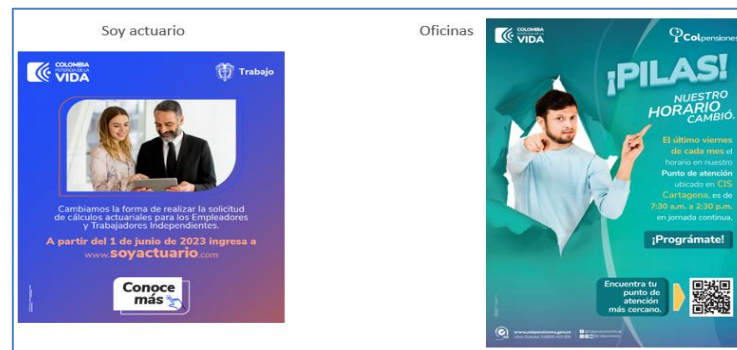 Soy actuario
COLOMBIA
POTENCIA DE LA
VIDA
Trabajo
Cambiamos la forma de realizar la solicitud
de cálculos actuariales para los Empleadores
y Trabajadores Independientes.
A partir del 1 de junio de 2023 ingresa a
www.soyactuario.com
Conoce
más
Oficinas
COLOMBIA
POTENCIA DE LA
VIDA
Colpensiones
¡PILAS!
NUESTRO
HORARIO
CAMBIÓ.
El último viernes
de cada mes el
horario en nuestro
Punto de atención
ubicado en CIS
Cartagena, es de
7:30 a.m. a 2:30 p.m.
en jornada continua.
¡Prográmate!
Encuentra tu
punto de
atención
más cercano.
www.colpensiones.gov.co